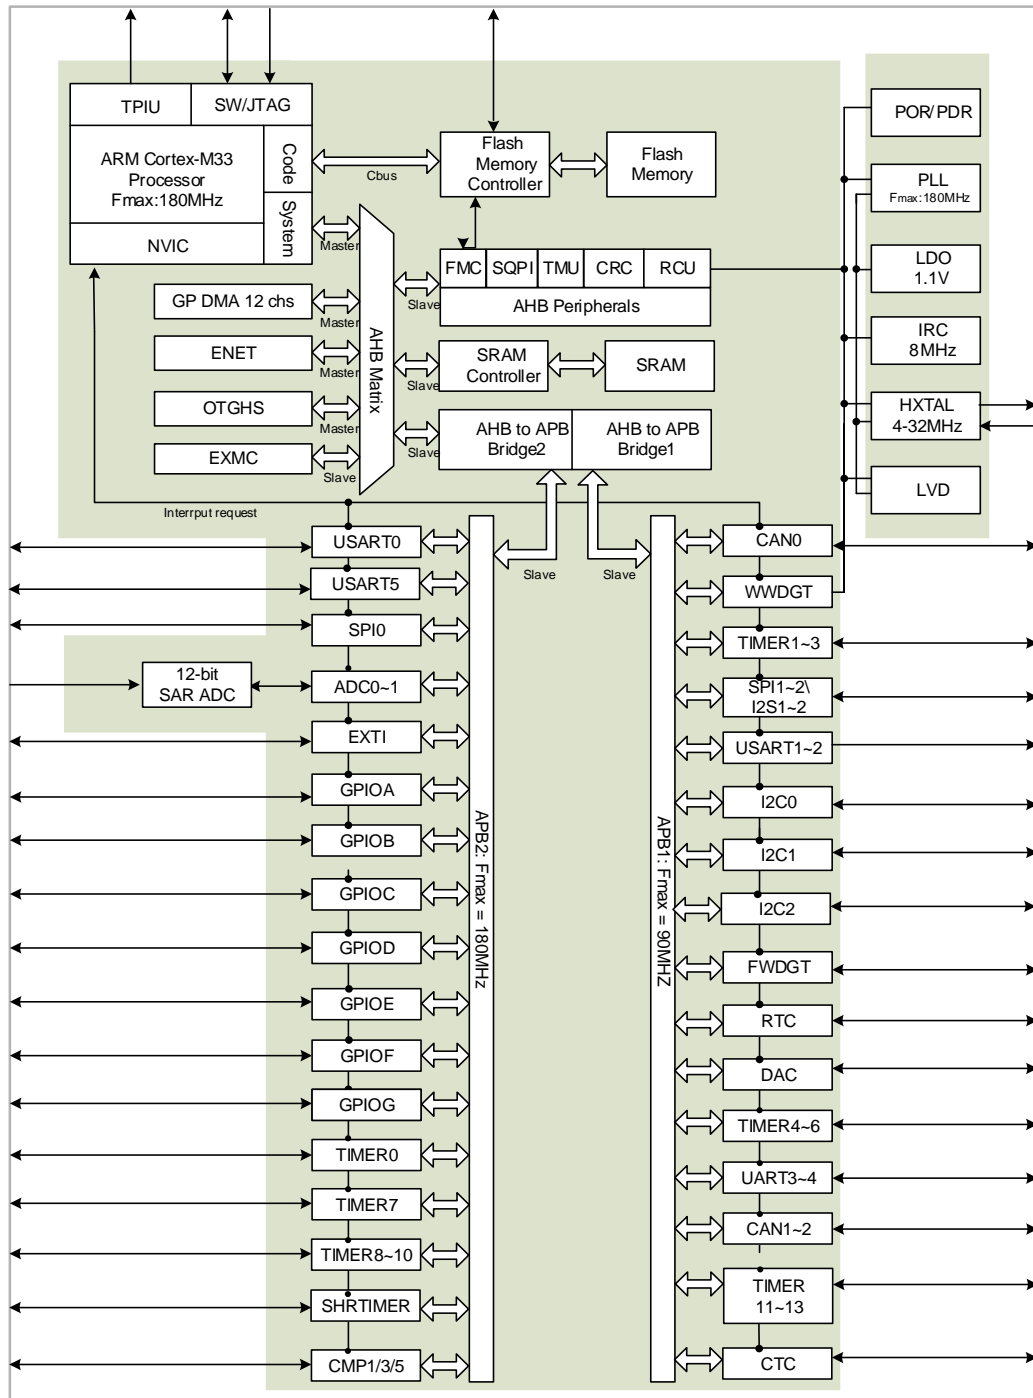 TPIU
SW/JTAG
ARM Cortex-M33
Processor
Fmax:180MHz
NVIC
Code
System
Cbus
Flash
Memory
Controller
Flash
Memory
POR/PDR
PLL
Fmax:180MHz
LDO
1.1V
IRC
8MHz
HXTAL
4-32MHz
LVD
Master
GP DMA 12 chs
Master
ENET
Master
OTGHS
Master
EXMC
Slave
AHB Matrix
Slave
FMC
SQPI
TMU
CRC
RCU
AHB Peripherals
Slave
SRAM
Controller
SRAM
Slave
AHB to APB
Bridge2
AHB to APB
Bridge1
Interrput request
Slave
Slave
USART0
USART5
SPI0
12-bit
SAR ADC
ADC0~1
EXTI
GPIOA
GPIOB
GPIOC
GPIOD
GPIOE
GPIOF
GPIOG
TIMER0
TIMER7
TIMER8~10
SHRTIMER
CMP1/3/5
APB2: Fmax = 180MHz
APB1: Fmax = 90MHZ
CAN0
WWDGT
TIMER1~3
SPI1~2\
I2S1~2
USART1~2
I2C0
I2C1
I2C2
FWDGT
RTC
DAC
TIMER4~6
UART3~4
CAN1~2
TIMER
11~13
CTC